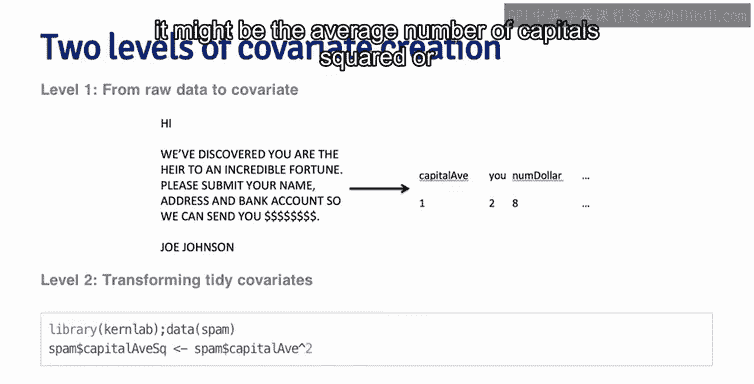 it might be the average number of capitals
squared or
Two levels of covariate creation
Level 1: From raw data to covariate
HI
WE'VE DISCOVERED YOU ARE THE
HEIR TO AN INCREDIBLE FORTUNE.
PLEASE SUBMIT YOUR NAME,
ADDRESS AND BANK ACCOUNT SO
WE CAN SEND YOU $$$$$$$$.
JOE JOHNSON
capitalAve you numDollar ...
1 2 8 ...
Level 2: Transforming tidy covariates
library(kernlab);data(spam)
spam$capitalAveSq <- spam$capitalAve^2